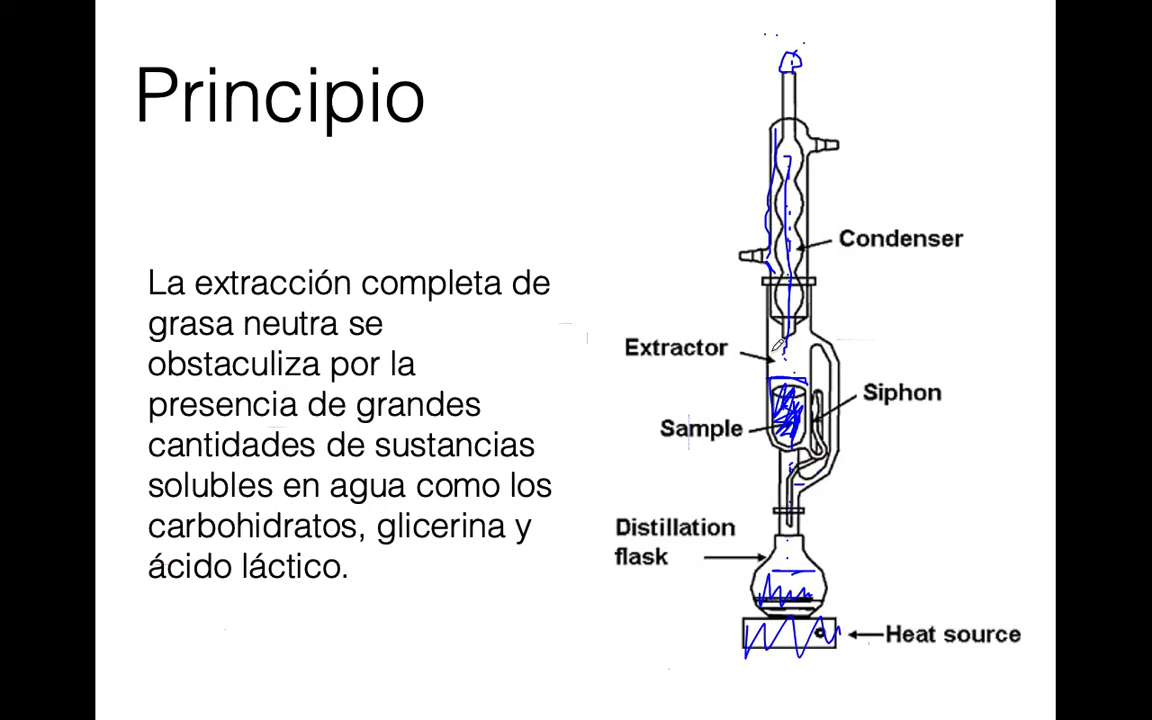 Principio
La extracción completa de
grasa neutra se
obstaculiza por la
presencia de grandes
cantidades de sustancias
solubles en agua como los
carbohidratos, glicerina y
ácido láctico.
Condenser
Extractor
Siphon
Sample
Distillation
flask
Heat source